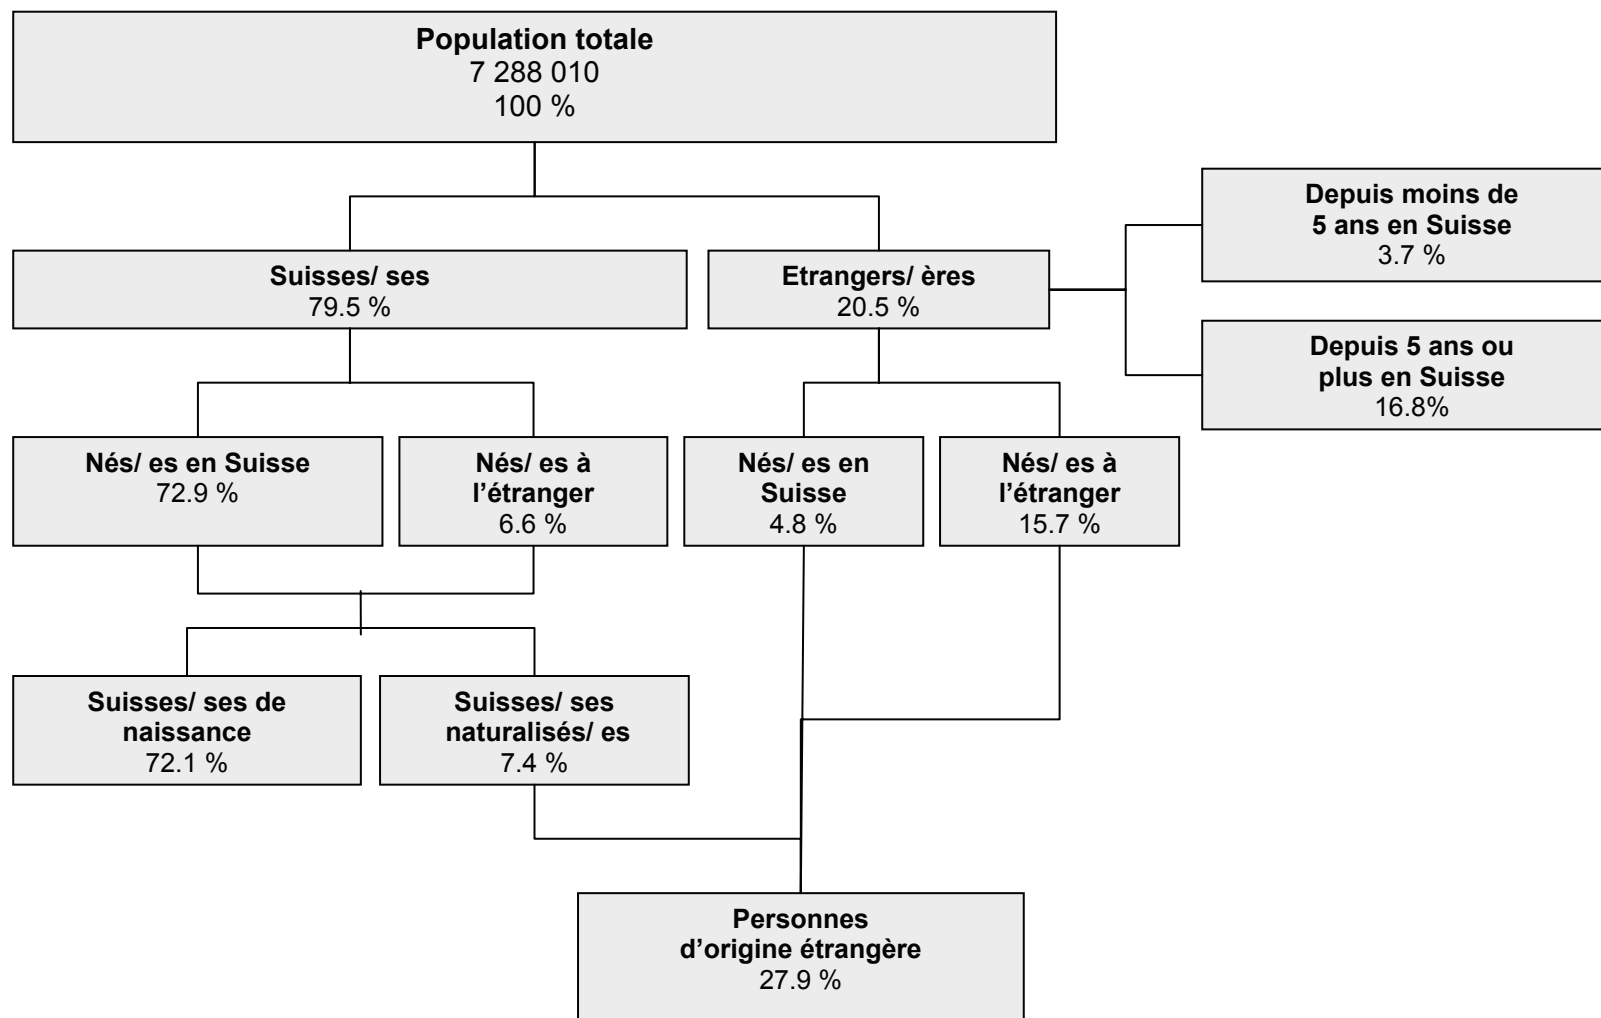 Population totale
7 288 010
100 %
Depuis moins de
5 ans en Suisse
3.7 %
Suisses/ ses
79.5 %
Etrangers/ ères
20.5 %
Depuis 5 ans ou
plus en Suisse
16.8%
Nés/ es en Suisse
72.9 %
Nés/ es à
l’étranger
6.6 %
Nés/ es en
Suisse
4.8 %
Nés/ es à
l’étranger
15.7 %
Suisses/ ses de
naissance
72.1 %
Suisses/ ses
naturalisés/ es
7.4 %
Personnes
d’origine étrangère
27.9 %